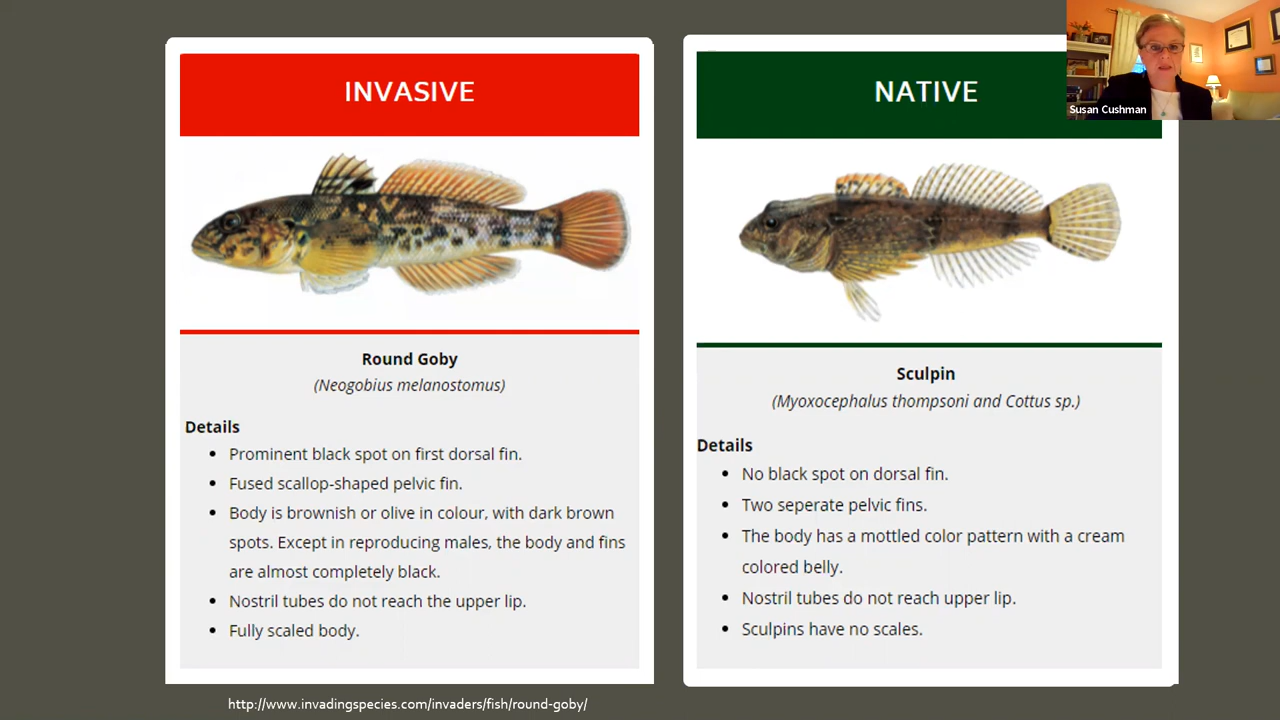 INVASIVE
Round Goby
(Neogobius melanostomus)
Details
• Prominent black spot on first dorsal fin.
• Fused scallop-shaped pelvic fin.
• Body is brownish or olive in colour, with dark brown
spots. Except in reproducing males, the body and fins
are almost completely black.
• Nostril tubes do not reach the upper lip.
• Fully scaled body.
NATIVE
Sculpin
(Myoxocephalus thompsoni and Cottus sp.)
Details
• No black spot on dorsal fin.
• Two seperate pelvic fins.
• The body has a mottled color pattern with a cream
colored belly.
• Nostril tubes do not reach upper lip.
• Sculpins have no scales.
Susan Cushman
http://www.invadingspecies.com/invaders/fish/round-goby/